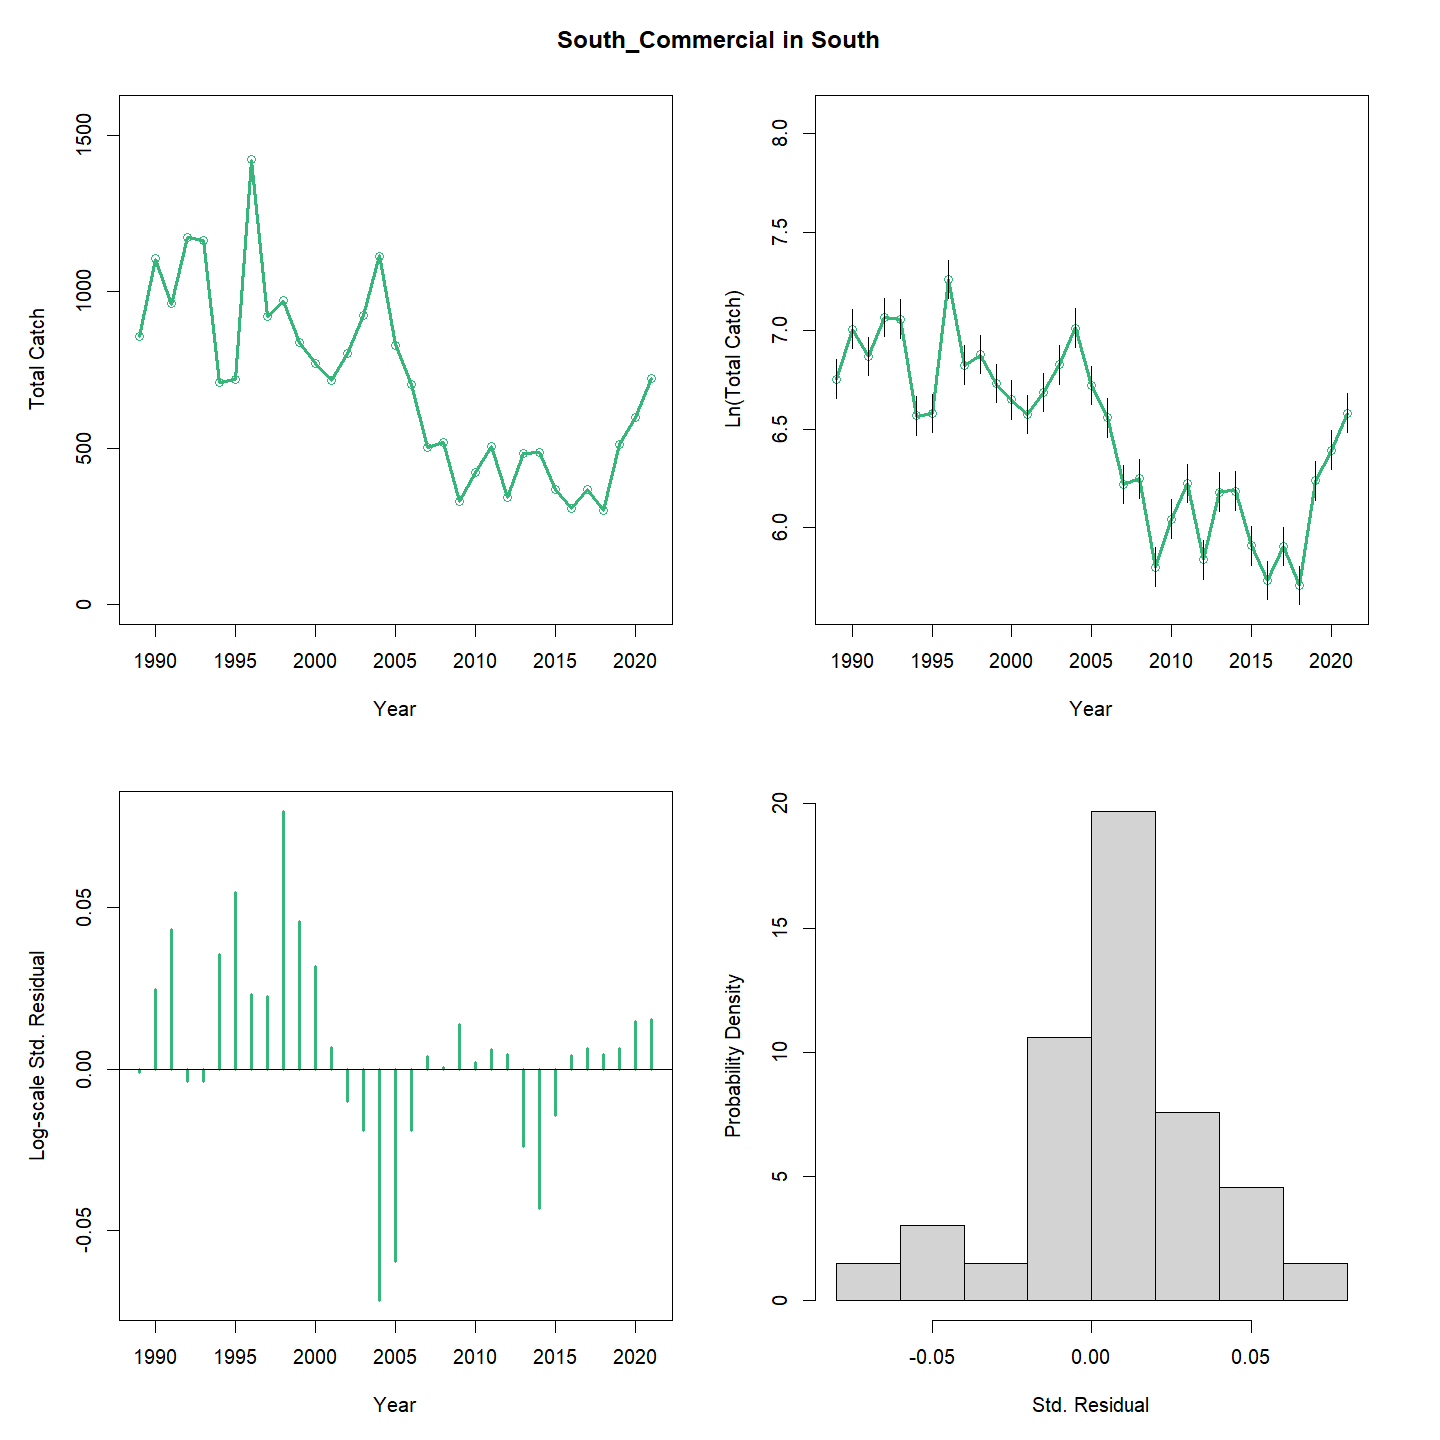 South_Commercial in South
Total Catch
1500
1000
500
0
1990 1995 2000 2005 2010 2015 2020
Year
Ln(Total Catch)
8.0
7.5
7.0
6.5
6.0
1990 1995 2000 2005 2010 2015 2020
Year
Log-scale Std. Residual
0.05
0.00
-0.05
1990 1995 2000 2005 2010 2015 2020
Year
Probability Density
20
15
10
5
0
-0.05 0.00 0.05
Std. Residual